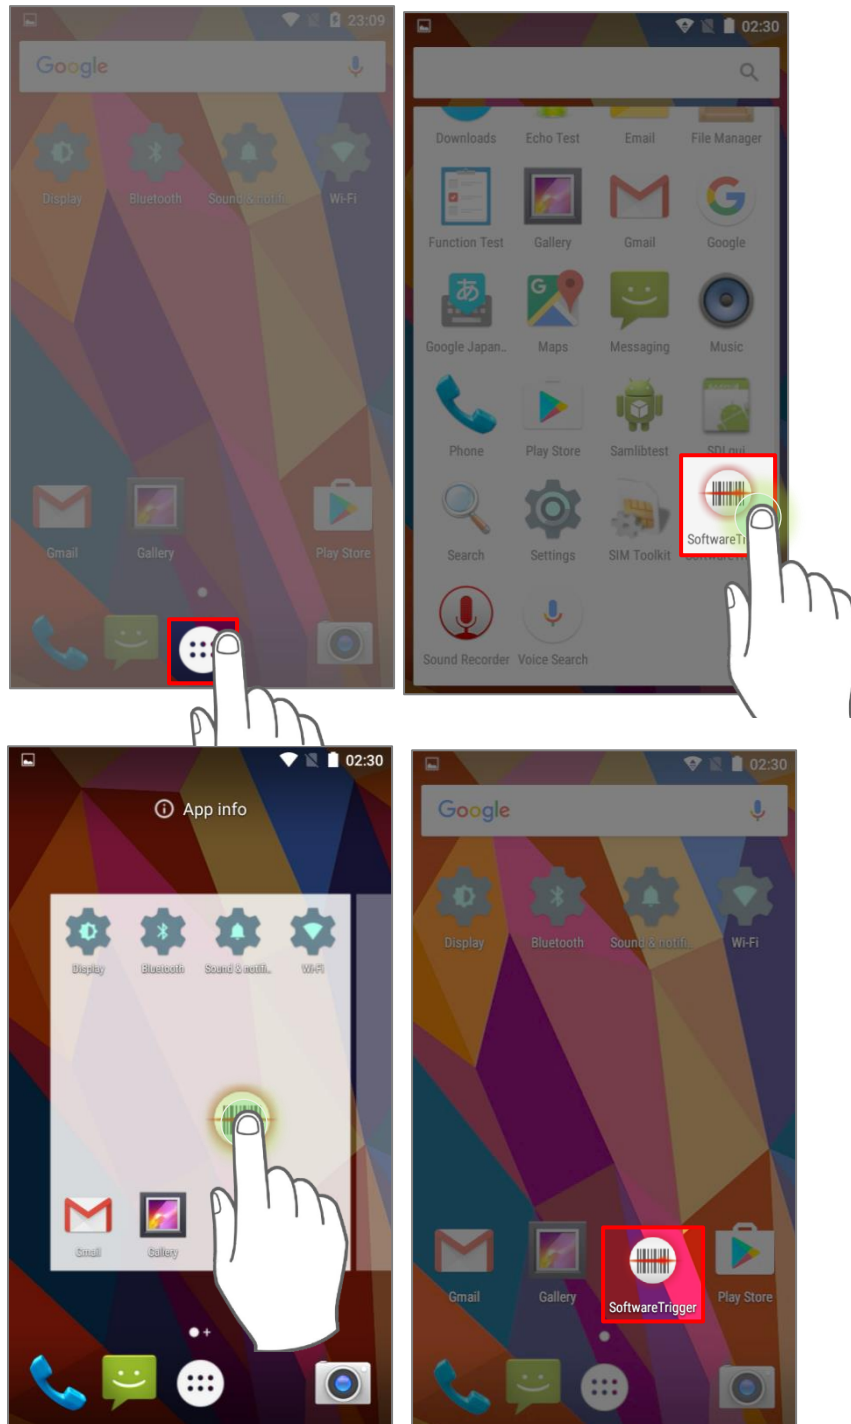 23:09
Google
Display Bluetooth Sound & notifi.. Wi-Fi
Gmail Gallery Play Store
02:30
Downloads Echo Test Email File Manager
Function Test Gallery Gmail Google
G
あ
G
Google Japan.. Maps Messaging Music
Phone Play Store Samlibtest SDLgui
Search Settings SIM Toolkit SoftwareTr
Sound Recorder Voice Search
02:30
App info
Display Bluetooth Sound & notifi.. Wi-Fi
Gmail Gallery
02:30
Google
Display Bluetooth Sound & notifi.. Wi-Fi
Gmail Gallery SoftwareTrigger Play Store